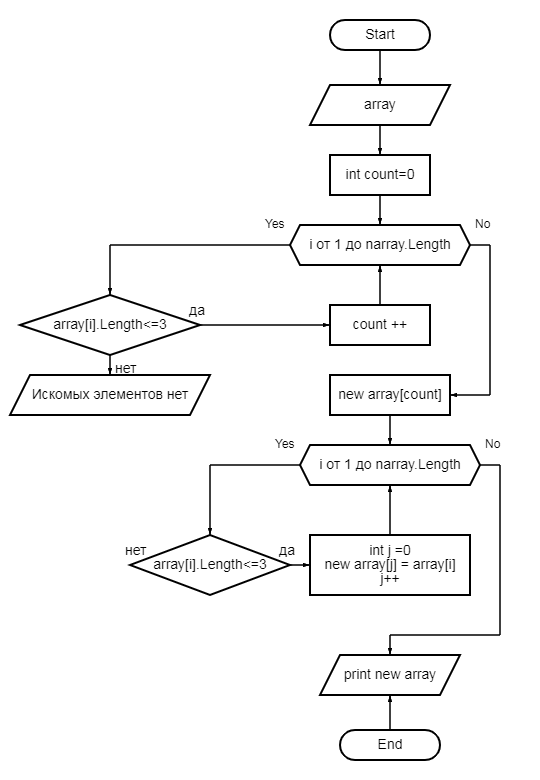 Start
array
int count=0
Yes
No
i от 1 до narray.Length
array[i].Length<=3
да
count ++
нет
Искомых элементов нет
new array[count]
Yes
No
i от 1 до narray.Length
нет
array[i].Length<=3
да
int j =0
new array[j] = array[i]
j++
print new array
End